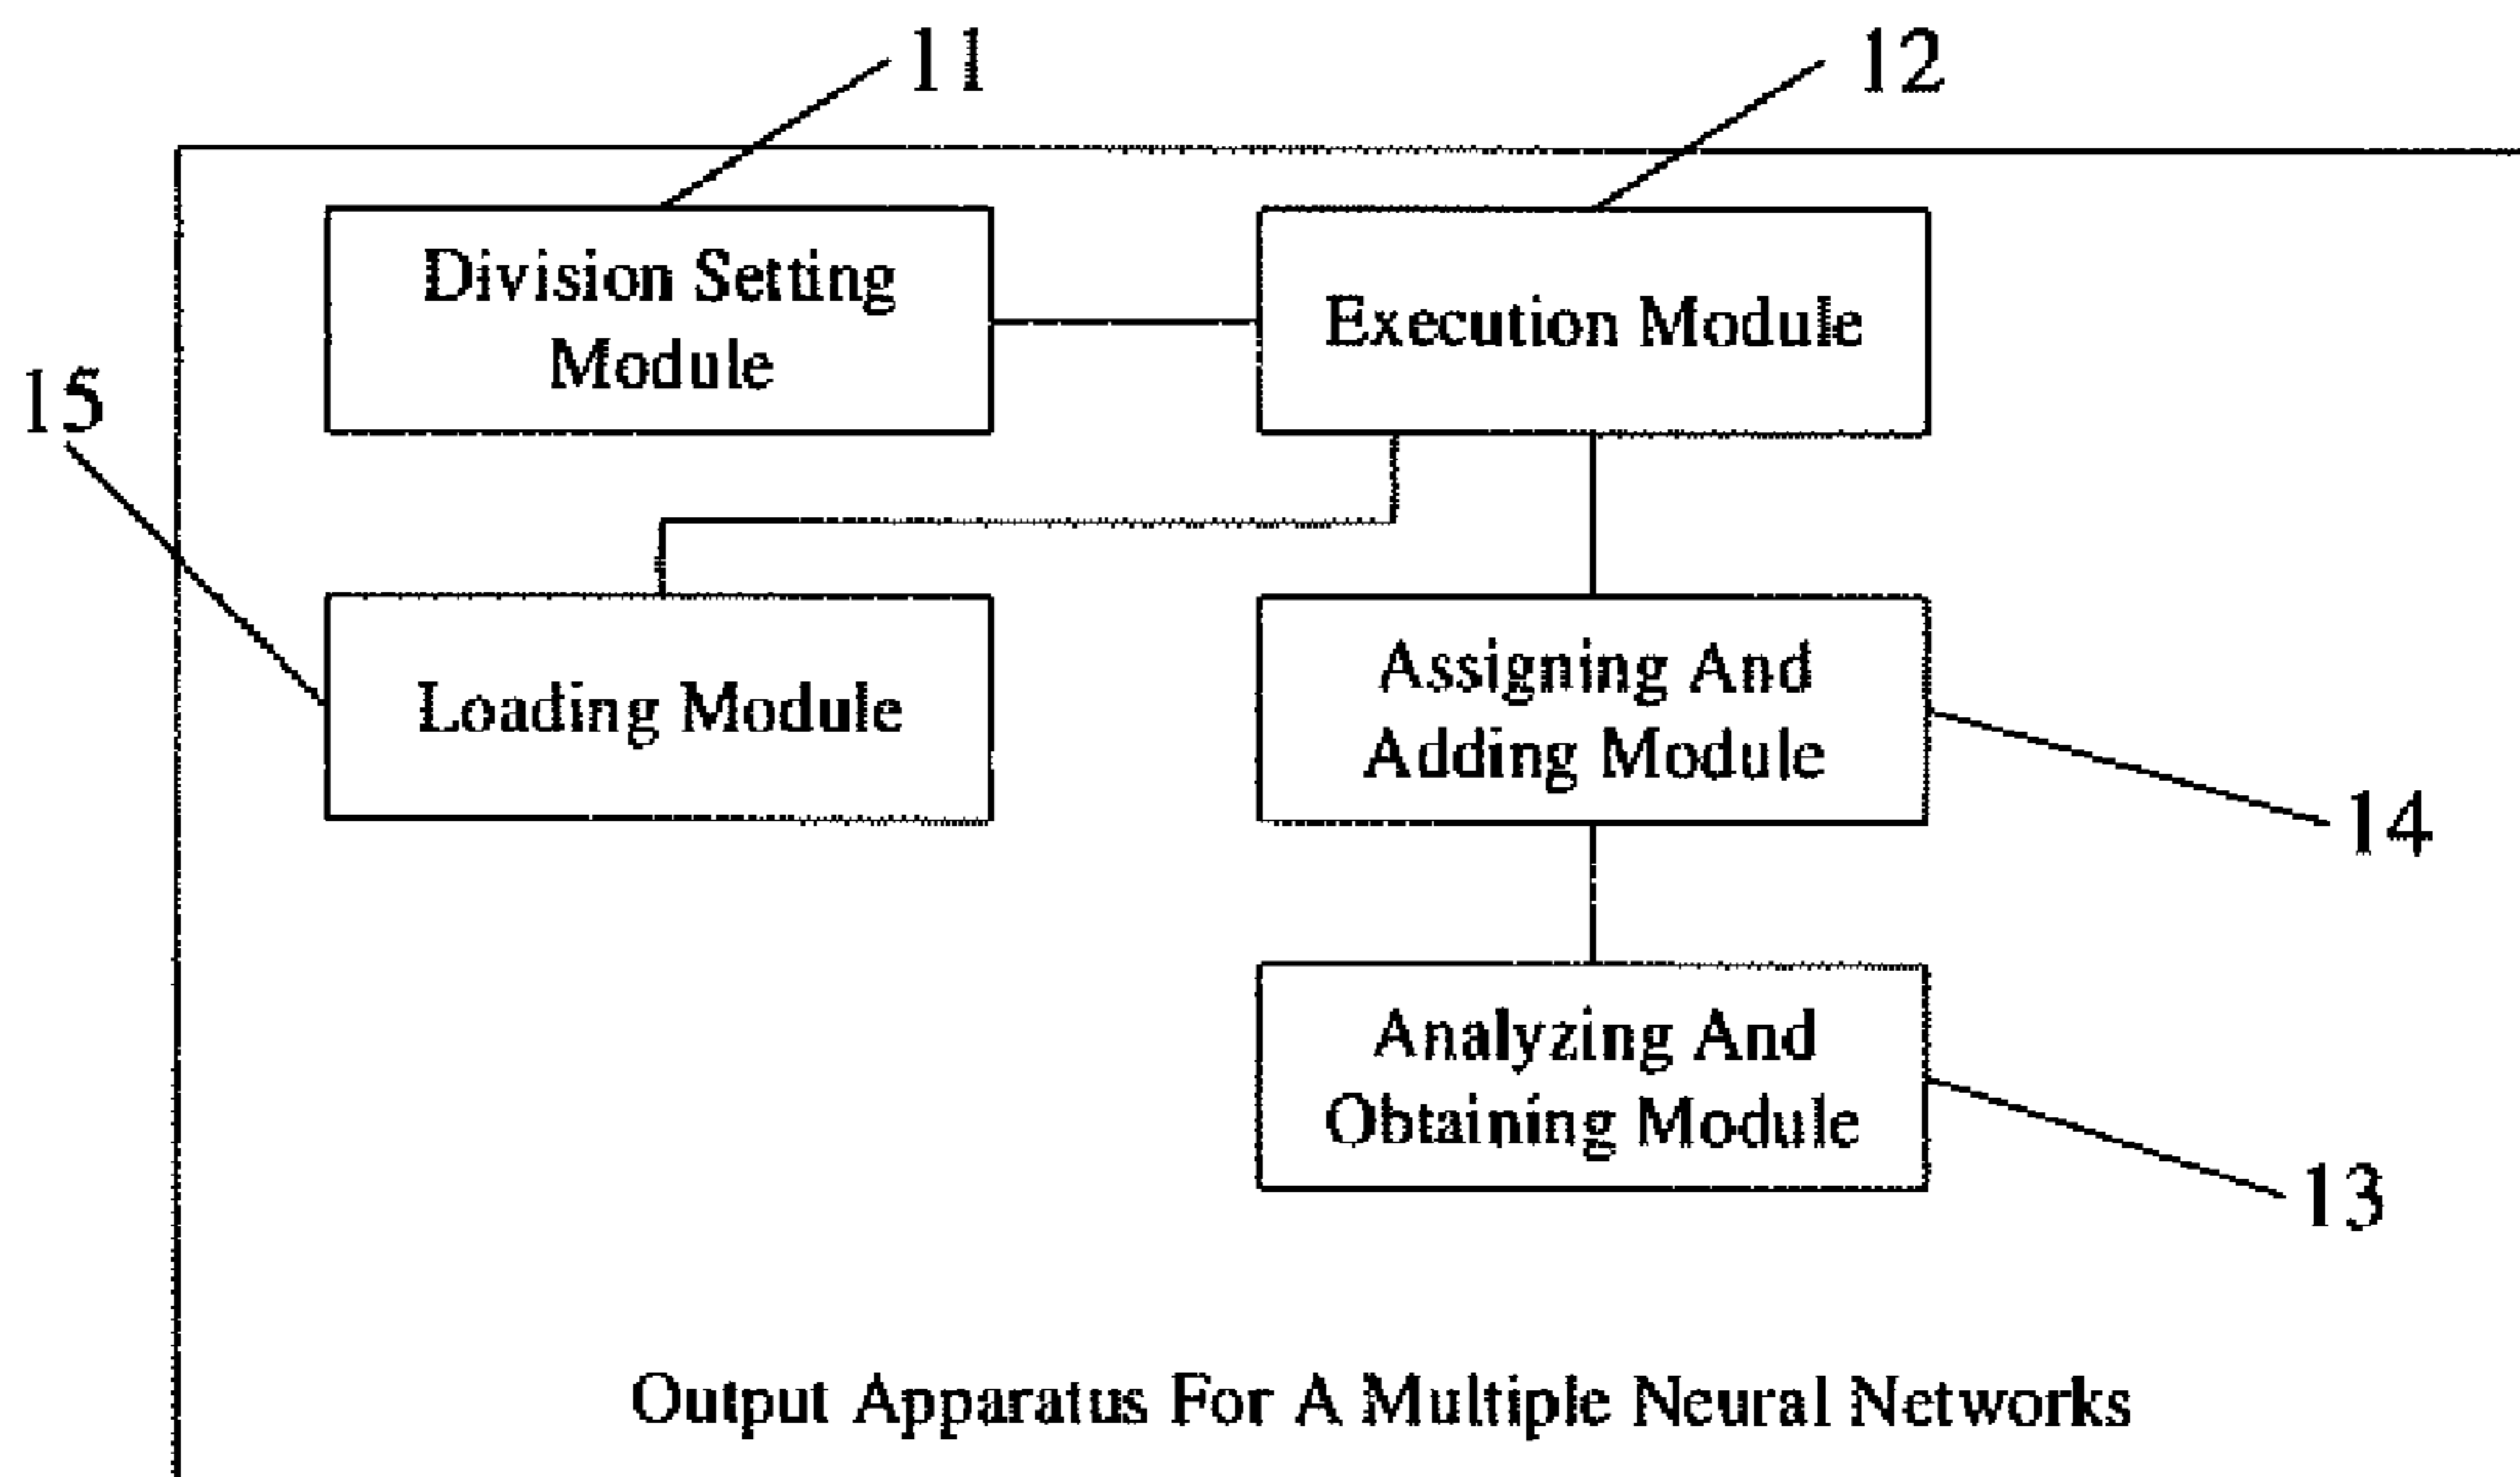 11
12
Division Setting
Module
Execution Module
15
Loading Module
Assigning And
Adding Module
14
Analyzing And
Obtaining Module
13
Output Apparatus For A Multiple Neural Networks